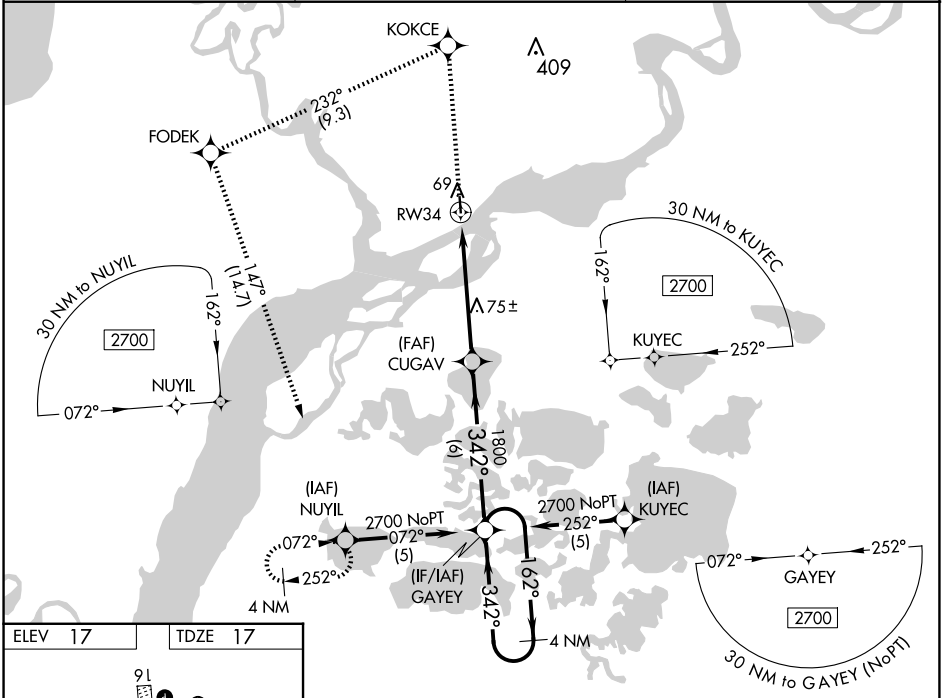 KOKCE
409
232°
(9.3)
FODEK
69
RW34
147°
(14.7)
30 NM to NUYIL
162°
2700
NUYIL
072°
30 NM to KUYEC
162°
2700
KUYEC
252°
75±
(FAF)
CUGAV
1800
342°
(6)
(IAF)
NUYIL
2700 NoPT
072°
(5)
072°
252°
4 NM
(IF/IAF)
GAYEY
2700 NoPT
252°
(5)
(IAF)
KUYEC
162°
342°
4 NM
072°
252°
GAYEY
2700
30 NM to GAYEY (NoPT)
ELEV 17
TDZE 17
16